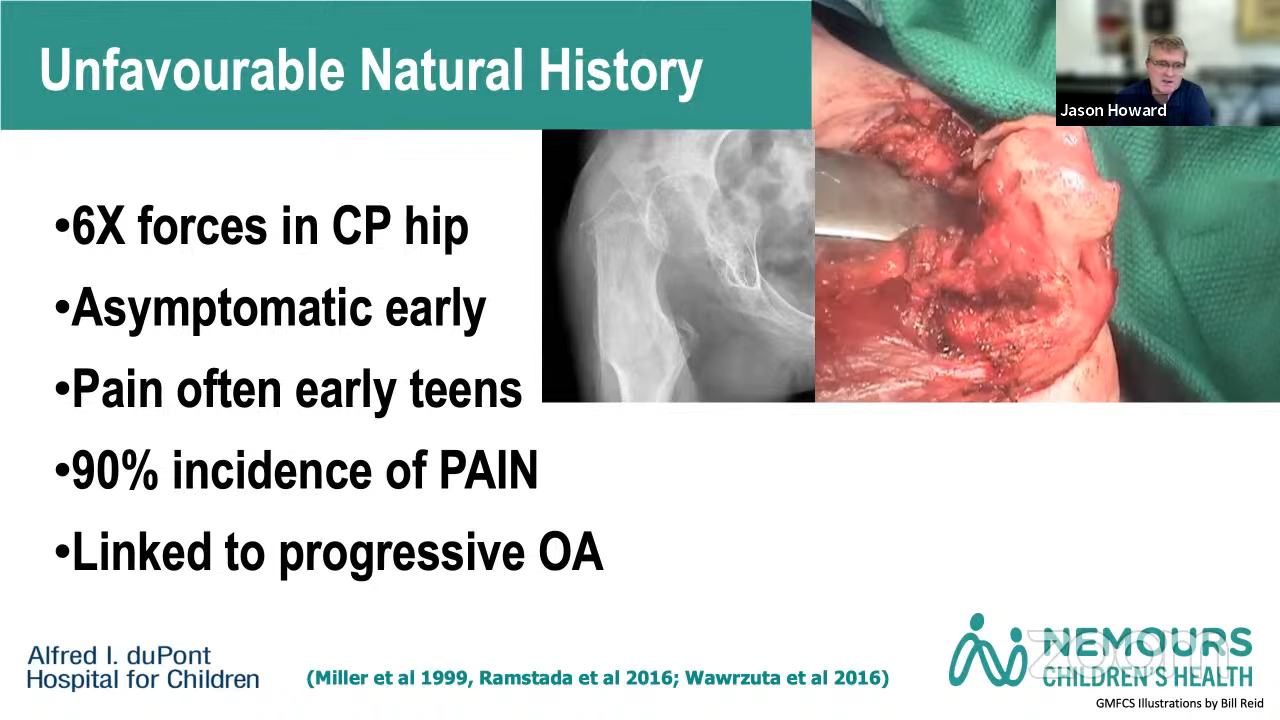 Unfavourable Natural History
Jason Howard
•6X forces in CP hip
•Asymptomatic early
•Pain often early teens
•90% incidence of PAIN
•Linked to progressive OA
Alfred I. duPont
Hospital for Children
(Miller et al 1999, Ramstada et al 2016; Wawrzuta et al 2016)
NEMOURS
zoom
CHILDREN'S HEALTH
GMFCS Illustrations by Bill Reid